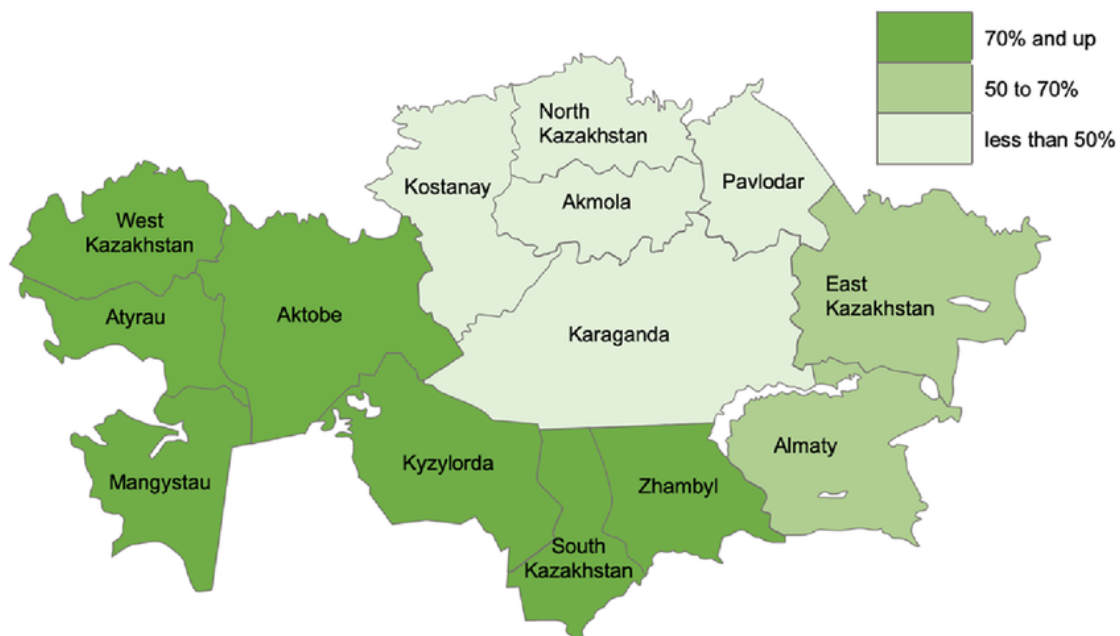 70% and up
50 to 70%
less than 50%
North
Kazakhstan
Kostanay
Pavlodar
Akmola
West
Kazakhstan
East
Kazakhstan
Atyrau
Aktobe
Karaganda
Almaty
Kyzylorda
Mangystau
Zhambyl
South
Kazakhstan